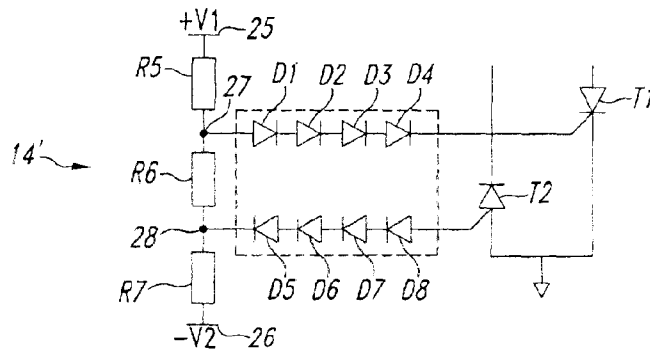 +V1 25
R5 27 D1 D2 D3 D4 T1
14' R6
T2
28
R7 D5 D6 D7 D8
-V2 26